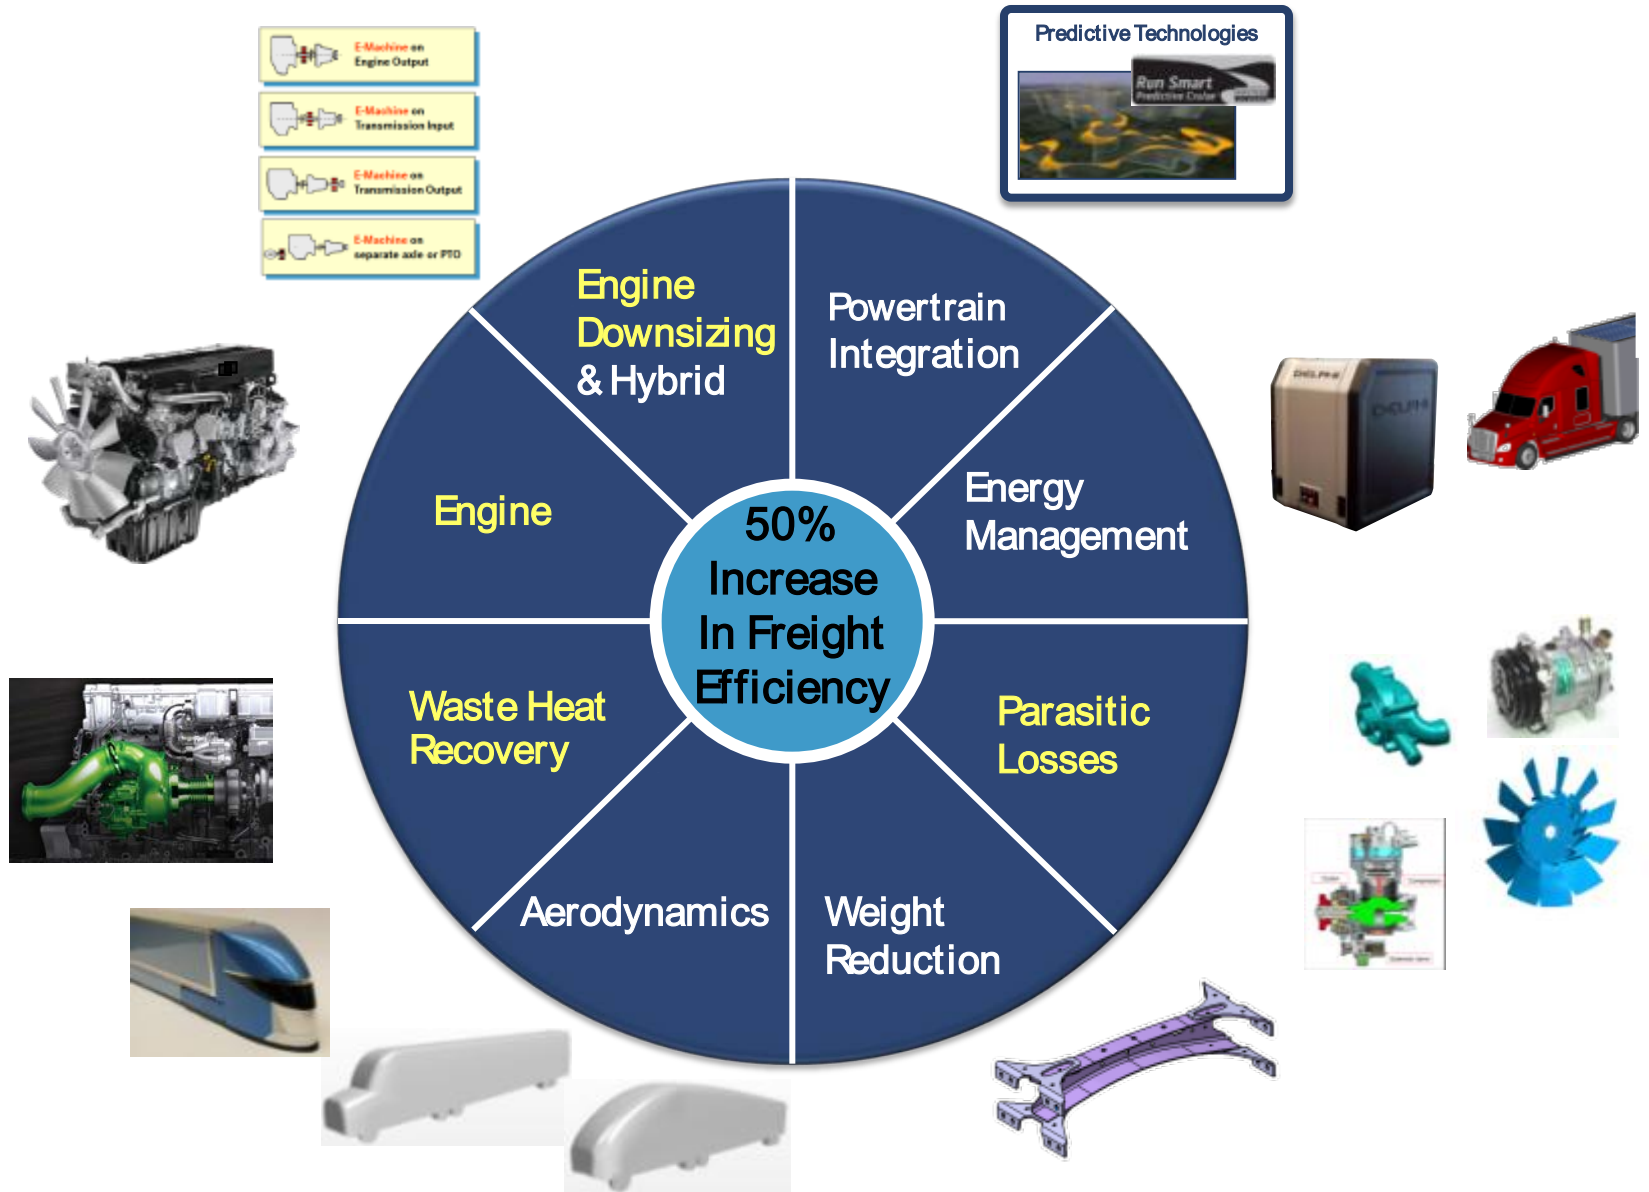 E-Machine on
Engine Output
E-Machine on
Transmission Input
E-Machine on
Transmission Output
E-Machine on
separate axle or PTO
Predictive Technologies
Run Smart
Predictive Cruise
Engine
Downsizing
& Hybrid
Powertrain
Integration
Engine
Energy
Management
50%
Increase
In Freight
Efficiency
Waste Heat
Recovery
Parasitic
Losses
Aerodynamics
Weight
Reduction
DELPHI
DELPHI